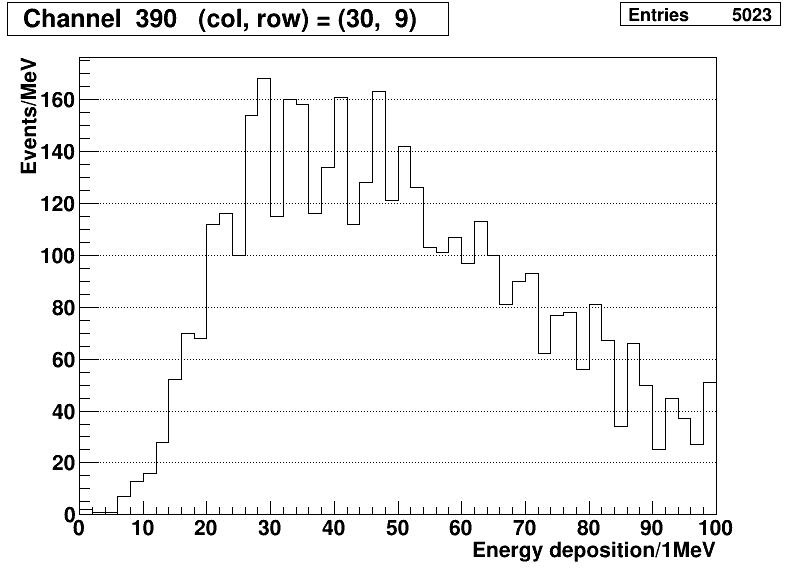 Channel 390 (col, row) = (30, 9)
Entries 5023
Events/MeV
160
140
120
100
80
60
40
20
0
0 10 20 30 40 50 60 70 80 90 100
Energy deposition/1MeV